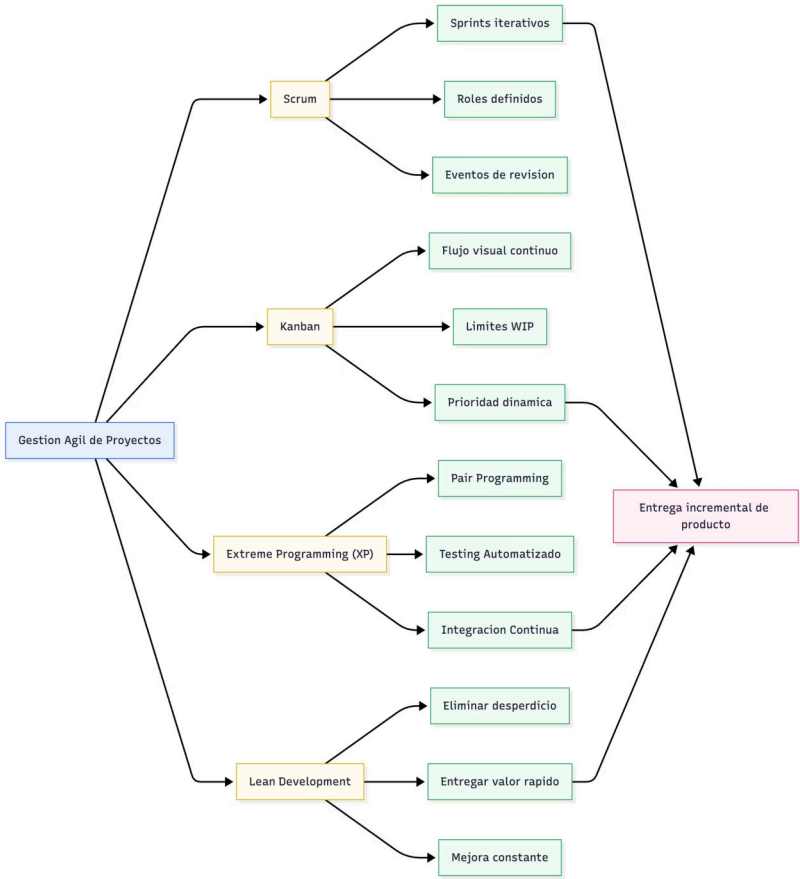 Sprints iterativos
Scrum
Roles definidos
Eventos de revision
Flujo visual continuo
Kanban
Limites WIP
Prioridad dinamica
Gestion Agil de Proyectos
Pair Programming
Entrega incremental de
producto
Extreme Programming (XP)
Testing Automatizado
Integracion Continua
Eliminar desperdicio
Lean Development
Entregar valor rapido
Mejora constante